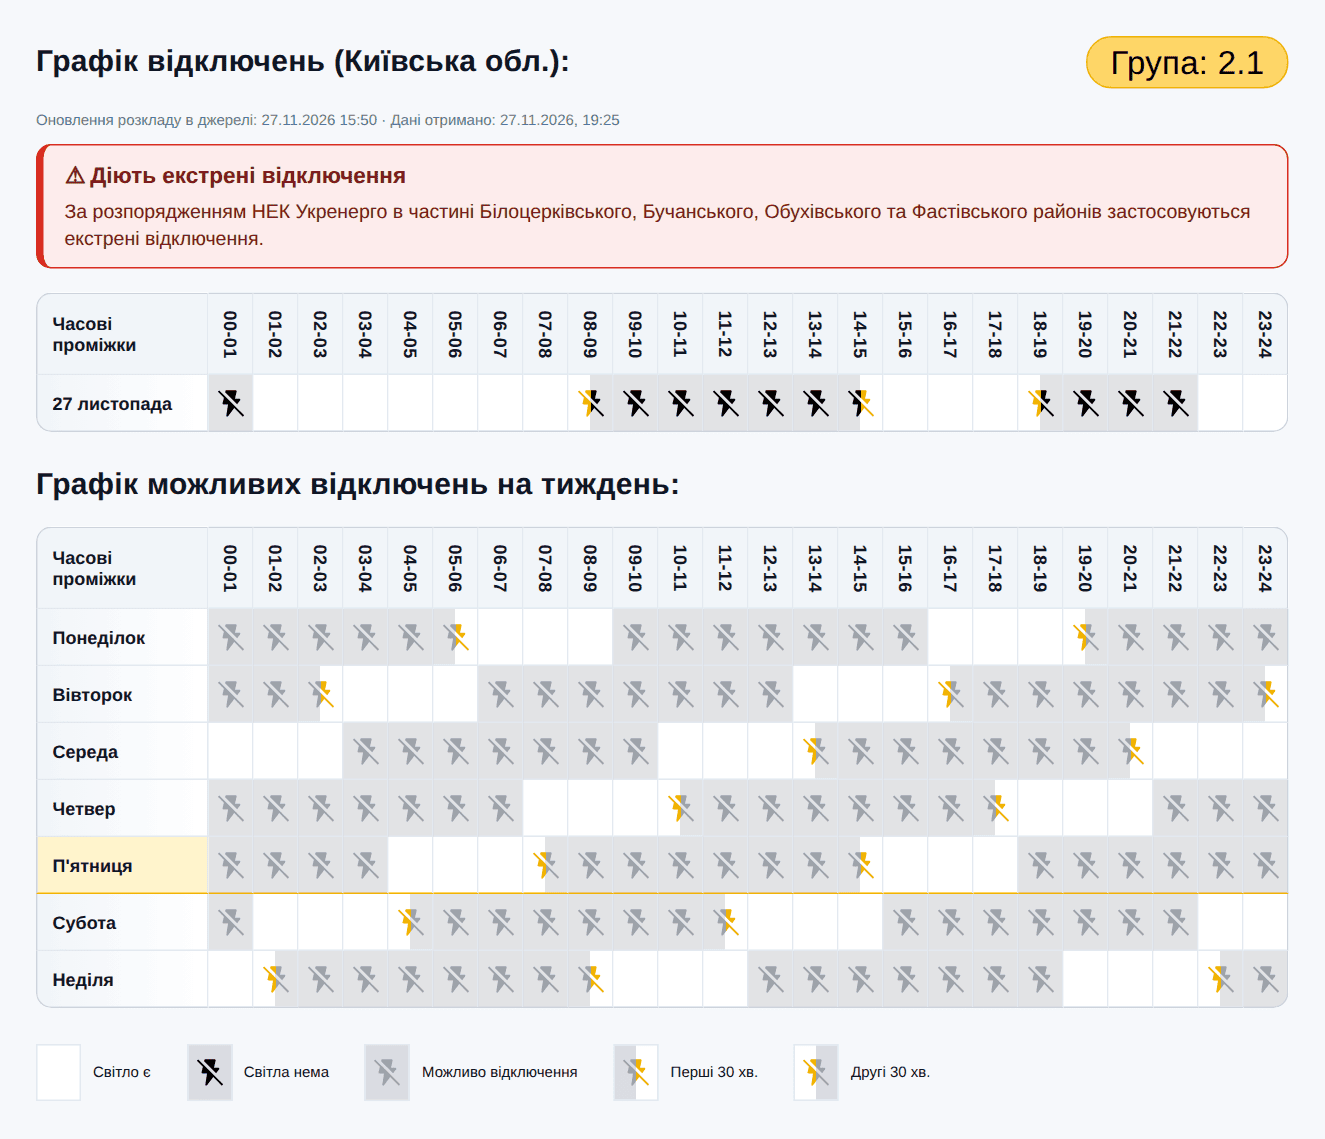 Графік відключень (Київська обл.):
Група: 2.1
Оновлення розкладу в джерелі: 27.11.2026 15:50 · Дані отримано: 27.11.2026, 19:25
⚠ Діють екстрені відключення
За розпорядженням НЕК Укренерго в частині Білоцерківського, Бучанського, Обухівського та Фастівського районів застосовуються
екстрені відключення.
Часові
проміжки
00-01 01-02 02-03 03-04 04-05 05-06 06-07 07-08 08-09 09-10 10-11 11-12 12-13 13-14 14-15 15-16 16-17 17-18 18-19 19-20 20-21 21-22 22-23 23-24
27 листопада
Графік можливих відключень на тиждень:
Часові
проміжки
00-01 01-02 02-03 03-04 04-05 05-06 06-07 07-08 08-09 09-10 10-11 11-12 12-13 13-14 14-15 15-16 16-17 17-18 18-19 19-20 20-21 21-22 22-23 23-24
Понеділок
Вівторок
Середа
Четвер
П'ятниця
Субота
Неділя
Світло є
Світла нема
Можливо відключення
Перші 30 хв.
Другі 30 хв.